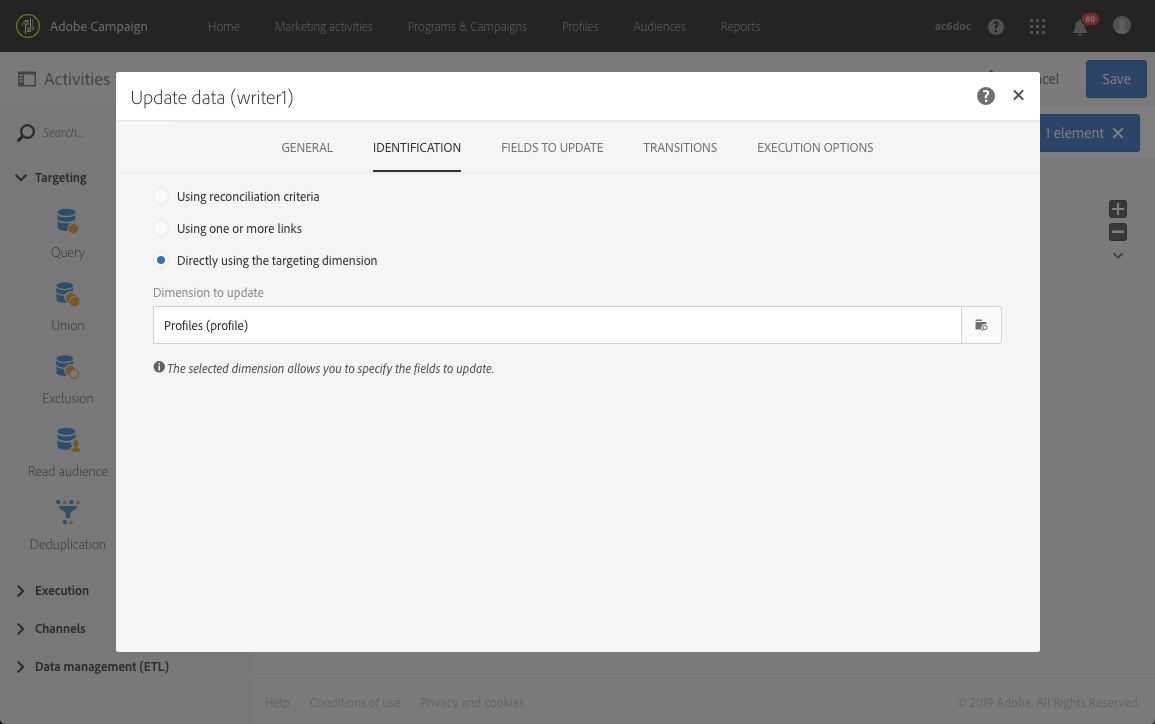 Adobe Campaign
Home
Marketing activities
Programs & Campaigns
Profiles
Audiences
Reports
ac6doc
?
80
Activities
cel
Save
Update data (writer1)
?
1 element
Search...
GENERAL
IDENTIFICATION
FIELDS TO UPDATE
TRANSITIONS
EXECUTION OPTIONS
Targeting
Query
Union
Exclusion
Read audience
Deduplication
Execution
Channels
Data management (ETL)
Using reconciliation criteria
Using one or more links
Directly using the targeting dimension
Dimension to update
Profiles (profile)
The selected dimension allows you to specify the fields to update.
Help
Conditions of use
Privacy and cookies
© 2019 Adobe. All Rights Reserved.